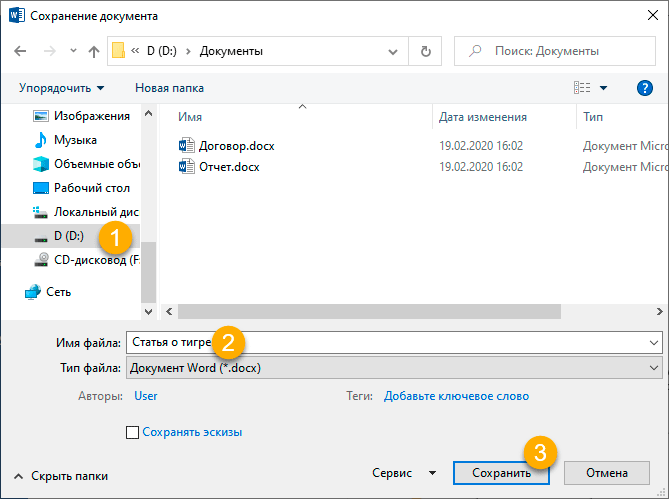 Сохранение документа
« D (D:) › Документы
Поиск: Документы
Упорядочить
Новая папка
?
Изображения
Музыка
Объемные объ
Рабочий стол
Локальный дис
D (D:)
1
CD-дисковод (F:
Сеть
Имя
Дата изменения
Тип
Договор.docx
19.02.2020 16:02
Документ Micr
Отчет.docx
19.02.2020 16:02
Документ Micr
Имя файла:
Статья о тигре
2
Тип файла:
Документ Word (*.docx)
Авторы:
User
Теги:
Добавьте ключевое слово
Сохранять эскизы
3
Скрыть папки
Сервис
Сохранить
Отмена